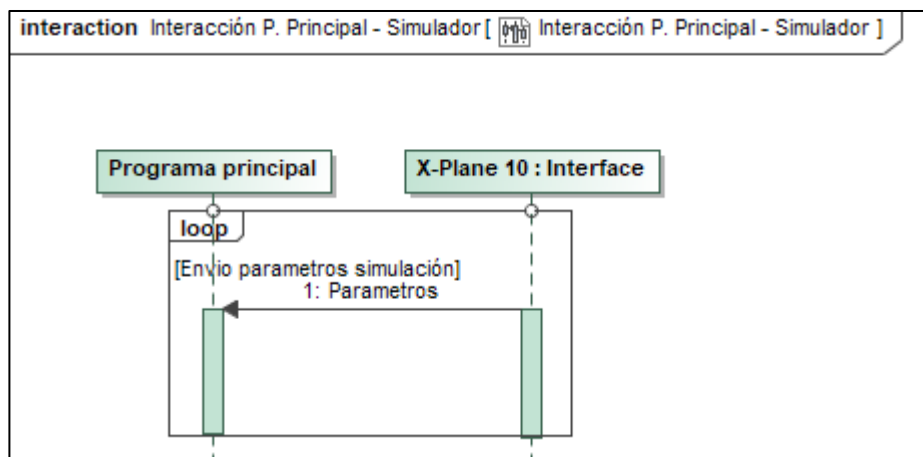 interaction Interacción P. Principal - Simulador [ Interacción P. Principal - Simulador ]
Programa principal
X-Plane 10 : Interface
loop
[Envio parametros simulación]
1: Parametros